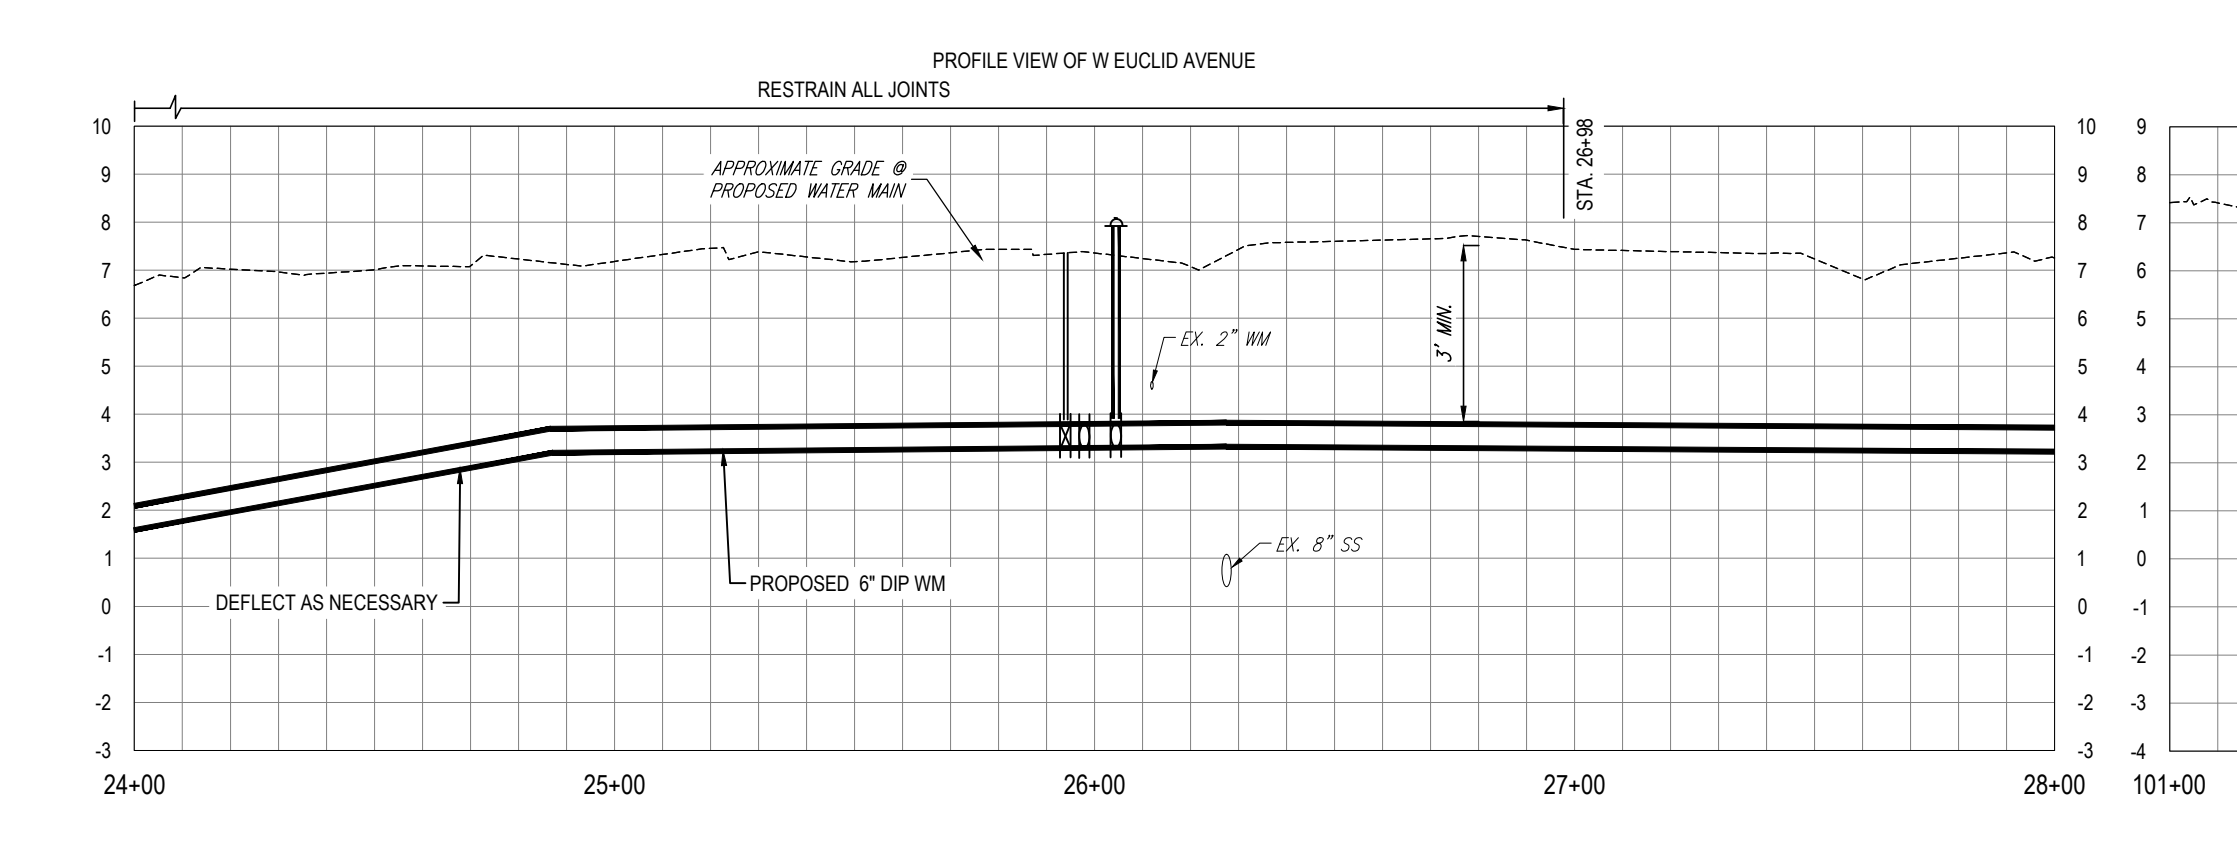 PROFILE VIEW OF W EUCLID AVENUE
RESTRAIN ALL JOINTS
STA. 26+98
APPROXIMATE GRADE @
PROPOSED WATER MAIN
EX. 2" WM
3' MIN.
EX. 8" SS
PROPOSED 6" DIP WM
DEFLECT AS NECESSARY
10 10 9
9 9 8
8 8 7
7 7 6
6 6 5
5 5 4
4 4 3
3 3 2
2 2 1
1 1 0
0 0 -1
-1 -1 -2
-2 -2 -3
-3 -3 -4
24+00 25+00 26+00 27+00 28+00 101+00